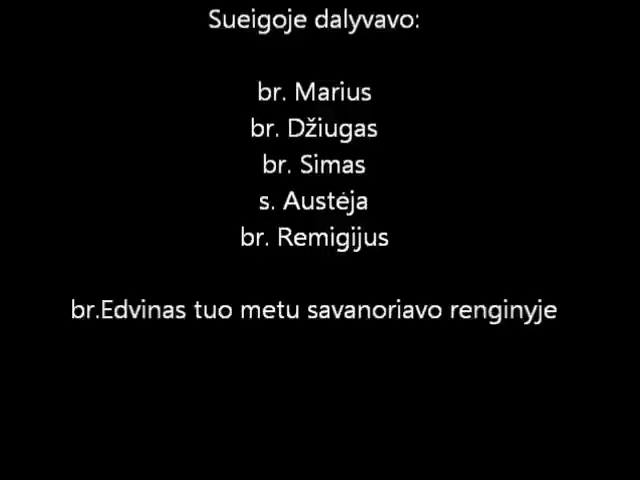 Sueigoje dalyvavo:
br. Marius
br. Džiugas
br. Simas
s. Austėja
br. Remigijus
br.Edvinas tuo metu savanoriavo renginyje